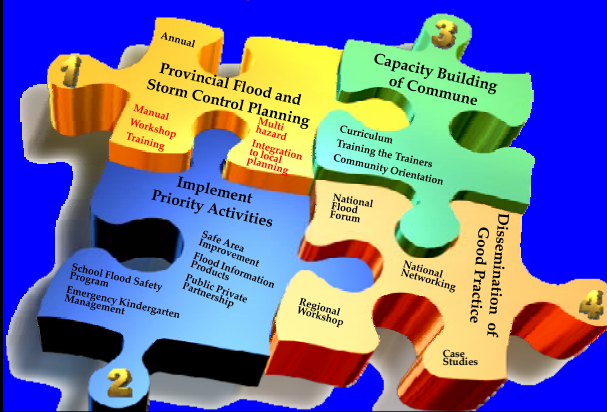 1
Annual
Provincial Flood and
Storm Control Planning
Manual
Workshop
Training
Multi
hazard
Integration
to local
planning
3
Capacity Building
of Commune
Curriculum
Training the Trainers
Community Orientation
Implement
Priority Activities
Safe Area
Improvement
Flood Information
Products
Public Private
Partnership
School Flood Safety
Program
Emergency Kindergarten
Management
2
Dissemination of
Good Practice
National
Flood
Forum
National
Networking
Regional
Workshop
Case
Studies
4